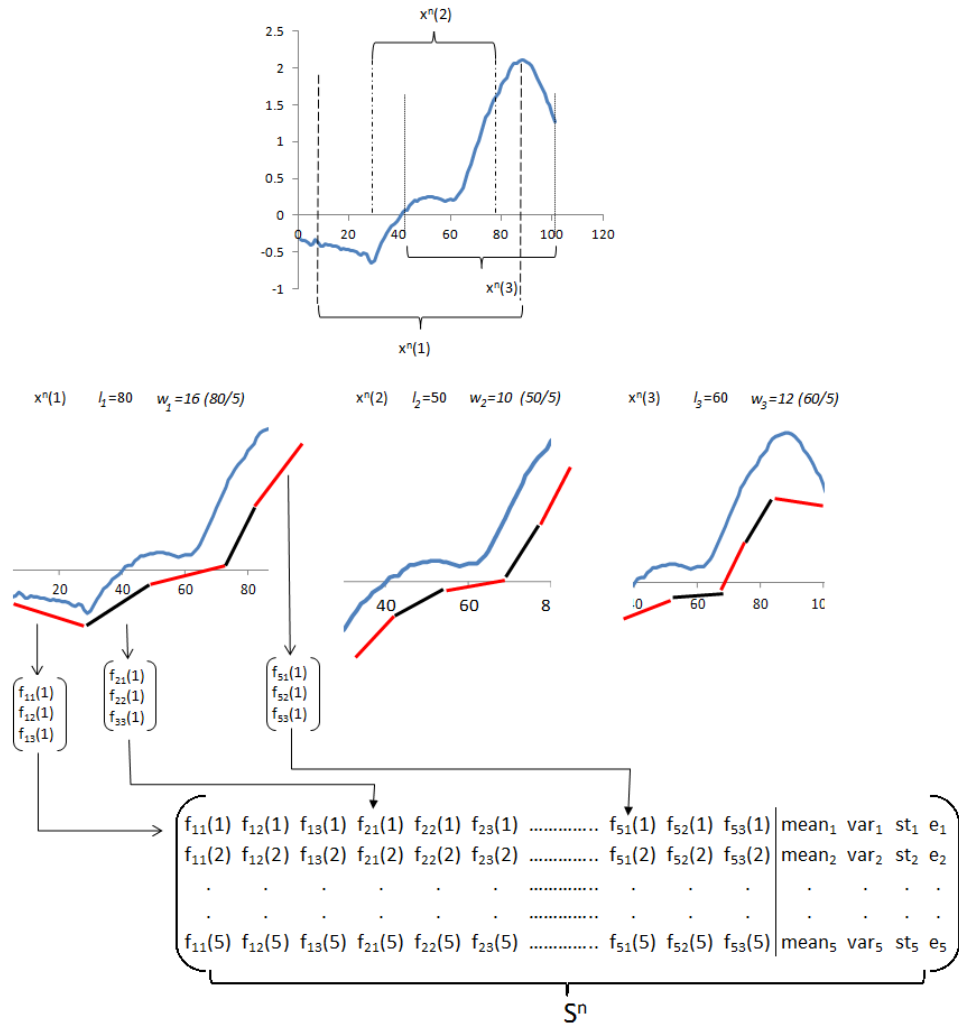 xⁿ(2)
2.5
2
1.5
1
0.5
0
-0.5
-1
0 20 40 60 80 100 120
xⁿ(3)
xⁿ(1)
xⁿ(1) l₁=80 w₁=16 (80/5) xⁿ(2) l₂=50 w₂=10 (50/5) xⁿ(3) l₃=60 w₃=12 (60/5)
20 40 60 80
40 60 8
40 60 80 10
f₁₁(1)
f₁₂(1)
f₁₃(1)
f₂₁(1)
f₂₂(1)
f₃₃(1)
f₅₁(1)
f₅₂(1)
f₅₃(1)
f₁₁(1) f₁₂(1) f₁₃(1) f₂₁(1) f₂₂(1) f₂₃(1) ............. f₅₁(1) f₅₂(1) f₅₃(1) mean₁ var₁ st₁ e₁
f₁₁(2) f₁₂(2) f₁₃(2) f₂₁(2) f₂₂(2) f₂₃(2) ............. f₅₁(2) f₅₂(2) f₅₃(2) mean₂ var₂ st₂ e₂
. . . . . . ............. . . . . . . .
. . . . . . ............. . . . . . . .
f₁₁(5) f₁₂(5) f₁₃(5) f₂₁(5) f₂₂(5) f₂₃(5) ............. f₅₁(5) f₅₂(5) f₅₃(5) mean₅ var₅ st₅ e₅
Sⁿ